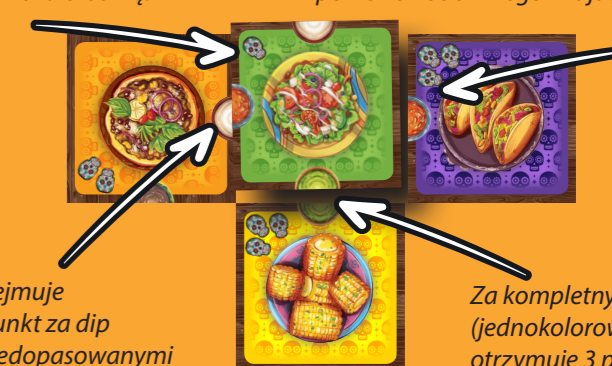 ejmuje
unkt za dip
edopasowanymi
Za kompletny
(jednokolorow
otrzymuje 3 p